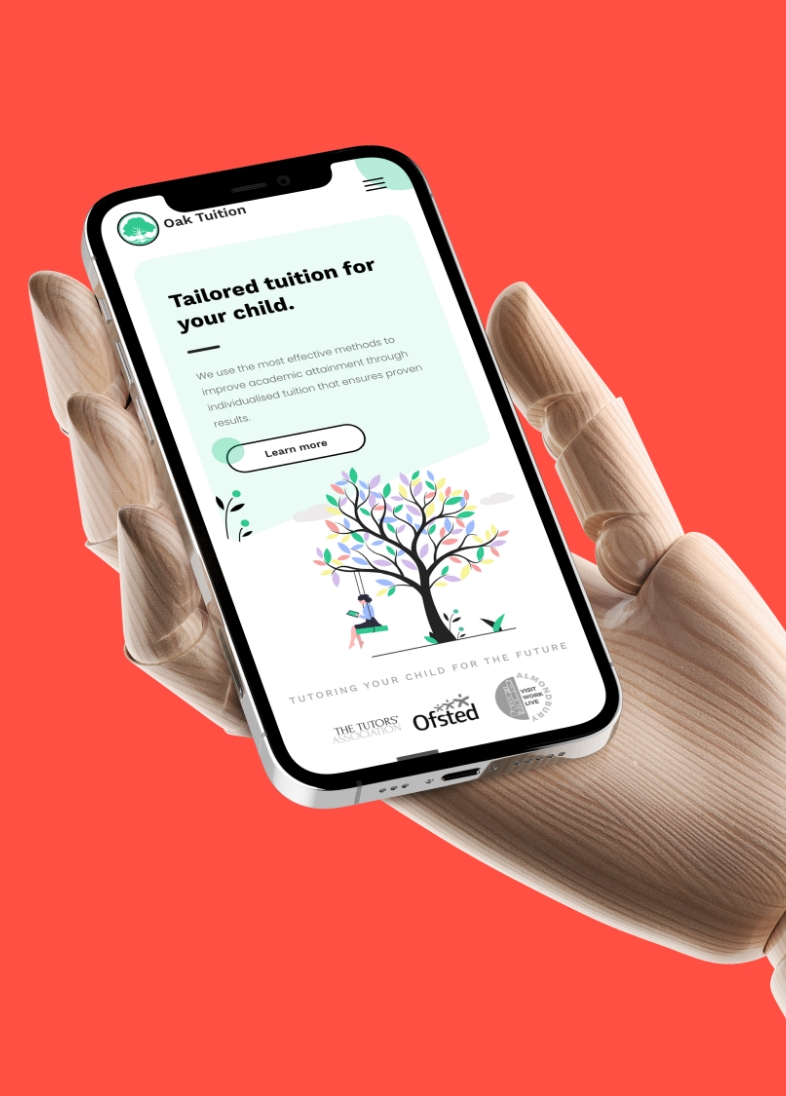 Oak Tuition
Tailored tuition for
your child.
We use the most effective methods to
improve academic attainment through
individualised tuition that ensures proven
results.
Learn more
TUTORING YOUR CHILD FOR THE FUTURE
THE TUTORS'
ASSOCIATION
Ofsted
ALMONDBURY
VISIT
WORK
LIVE